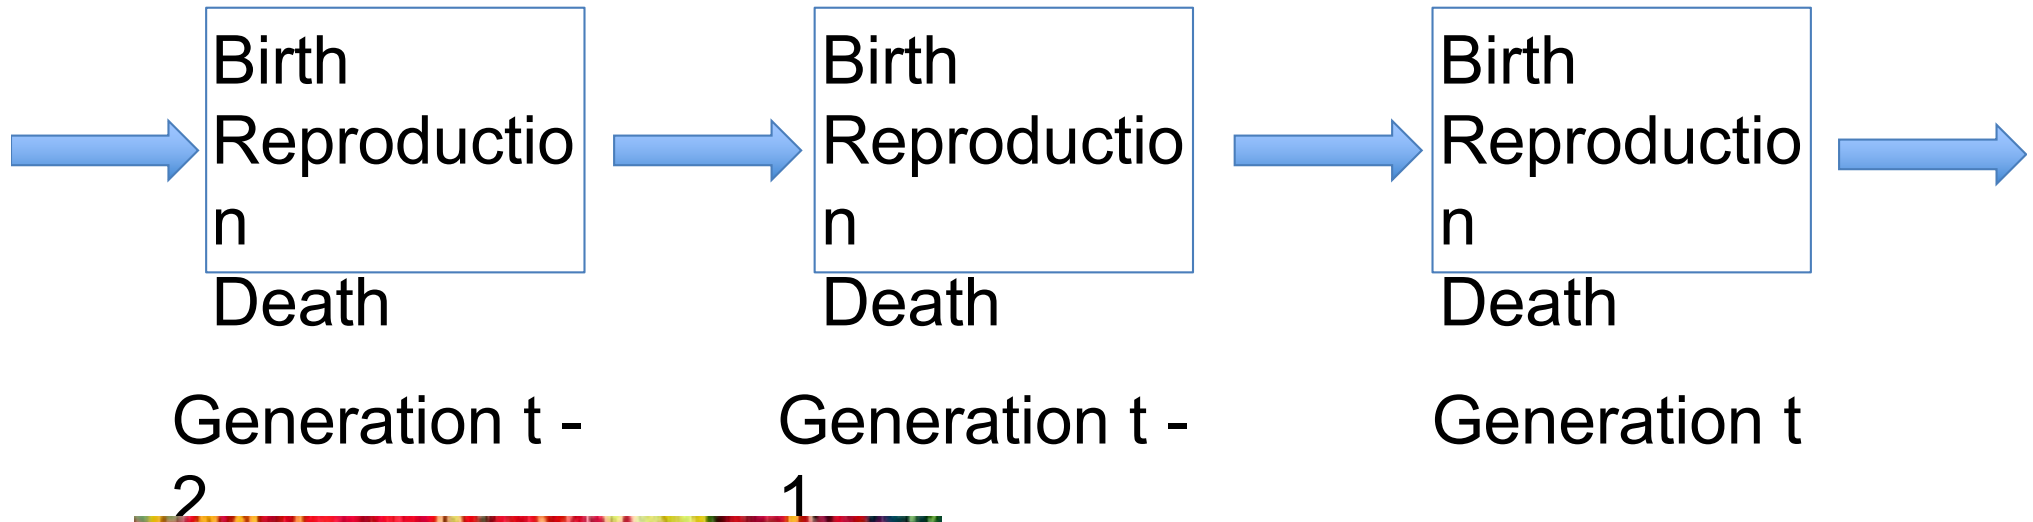 Birth
Reproductio
n
Death
Generation t -
2
Birth
Reproductio
n
Death
Generation t -
1
Birth
Reproductio
n
Death
Generation t